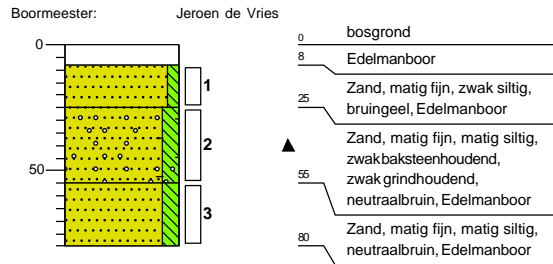 Boormeester: Jeroen de Vries
0
50
1
2
3
0 bosgrond
8 Edelmanboor
Zand, matig fijn, zwak siltig,
25 bruingeel, Edelmanboor
Zand, matig fijn, matig siltig,
zwak baksteenhoudend,
55 zwak grindhoudend,
neutraalbruin, Edelmanboor
Zand, matig fijn, matig siltig,
80 neutraalbruin, Edelmanboor